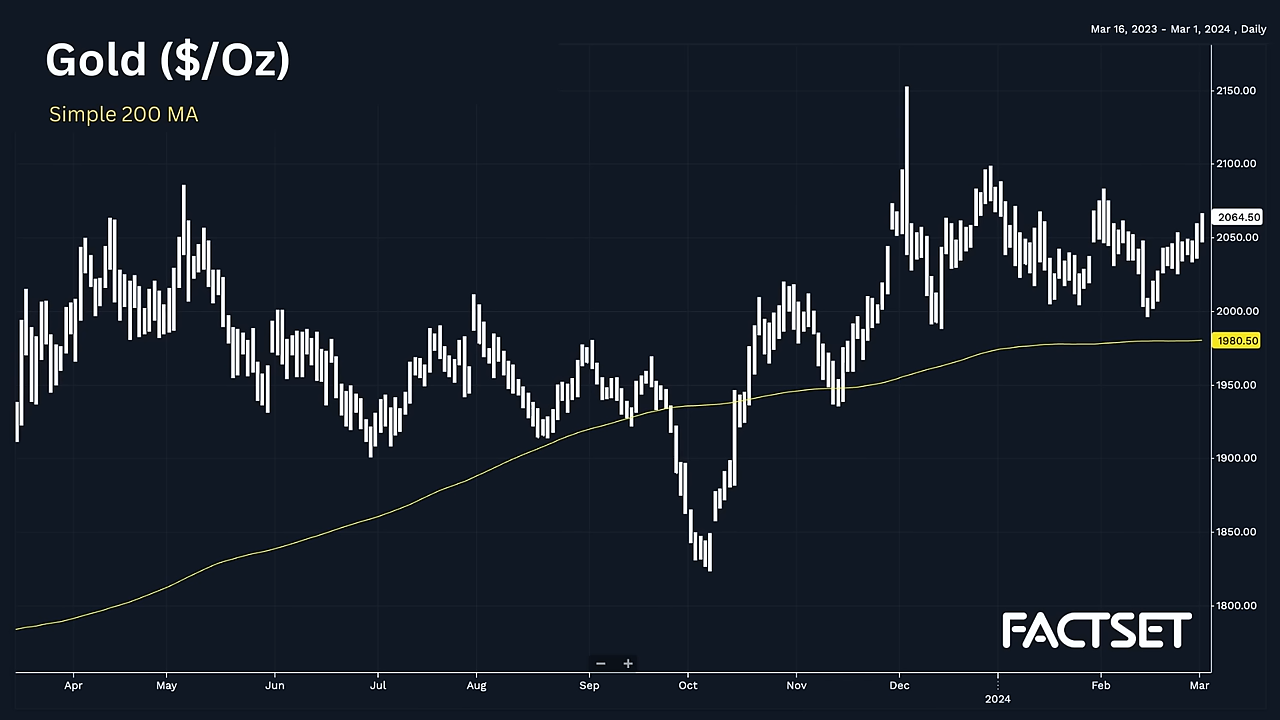 Mar 16, 2023 - Mar 1, 2024 , Daily
Gold ($/Oz)
Simple 200 MA
2150.00
2100.00
2064.50
2050.00
2000.00
1980.50
1950.00
1900.00
1850.00
1800.00
FACTSET
− +
Apr May Jun Jul Aug Sep Oct Nov Dec Feb Mar
2024